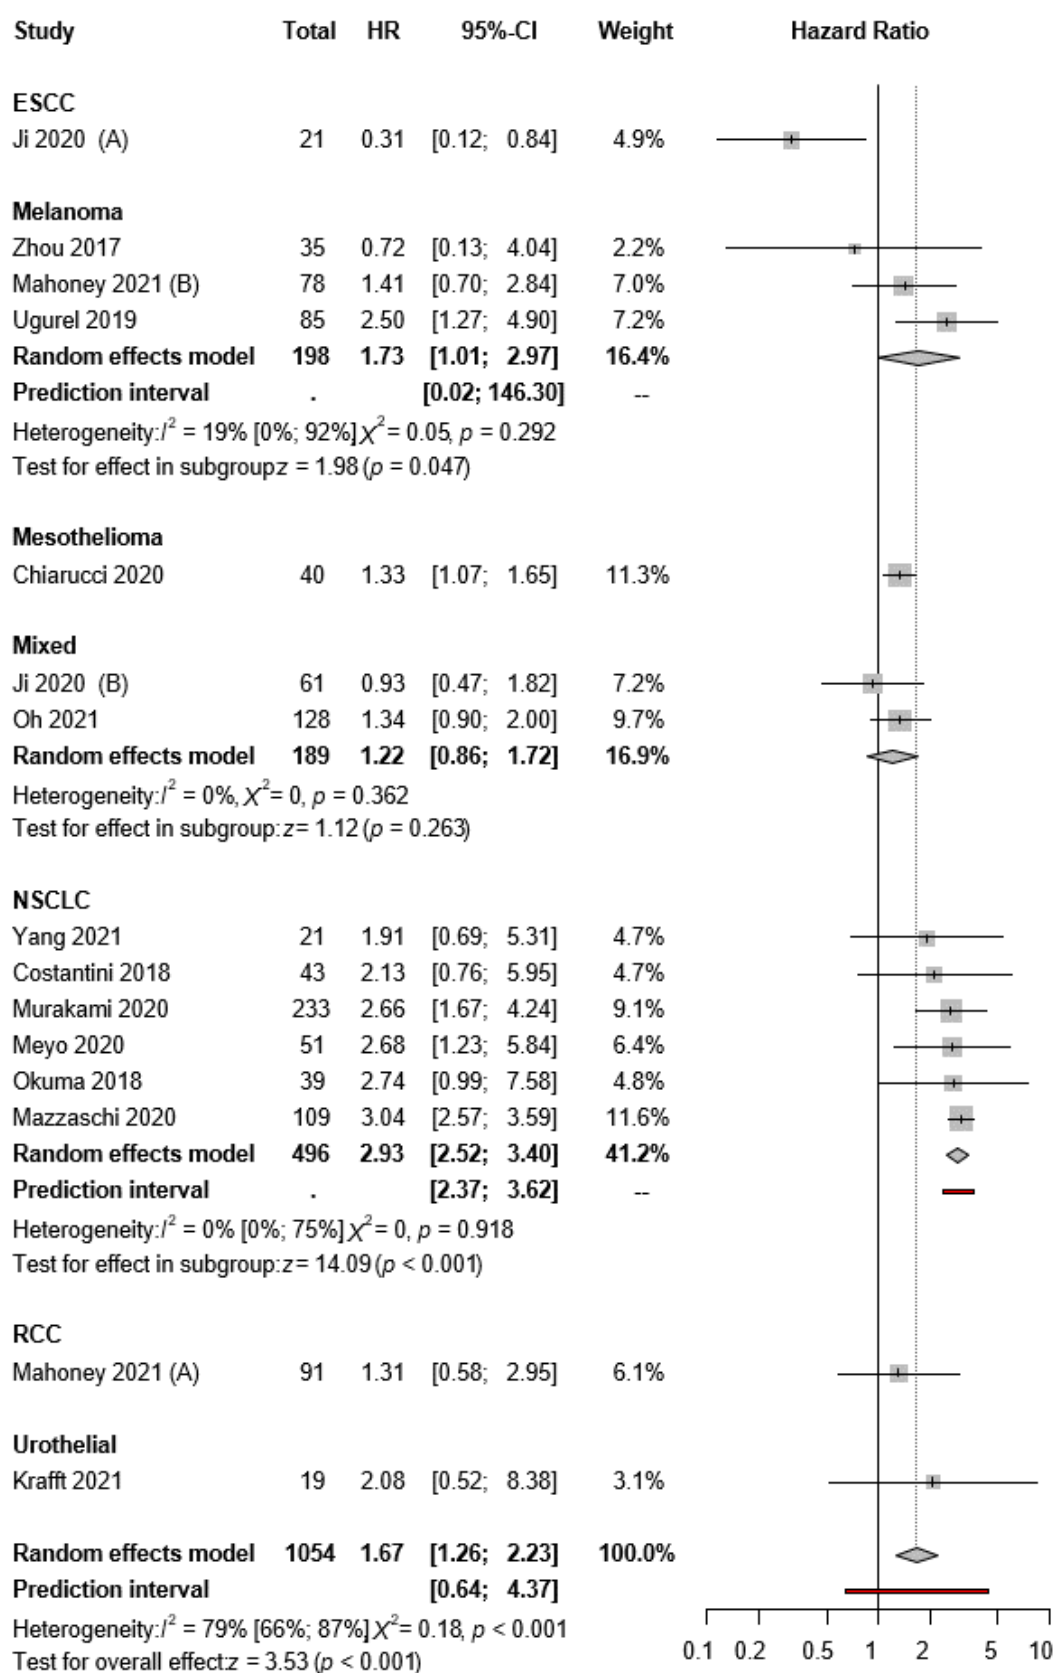 Study Total HR 95%-CI Weight Hazard Ratio
ESCC
Ji 2020 (A) 21 0.31 [0.12; 0.84] 4.9%
Melanoma
Zhou 2017 35 0.72 [0.13; 4.04] 2.2%
Mahoney 2021 (B) 78 1.41 [0.70; 2.84] 7.0%
Ugurel 2019 85 2.50 [1.27; 4.90] 7.2%
Random effects model 198 1.73 [1.01; 2.97] 16.4%
Prediction interval . [0.02; 146.30] --
Heterogeneity: I² = 19% [0%; 92%] X² = 0.05, p = 0.292
Test for effect in subgroup z = 1.98 (p = 0.047)
Mesothelioma
Chiarucci 2020 40 1.33 [1.07; 1.65] 11.3%
Mixed
Ji 2020 (B) 61 0.93 [0.47; 1.82] 7.2%
Oh 2021 128 1.34 [0.90; 2.00] 9.7%
Random effects model 189 1.22 [0.86; 1.72] 16.9%
Heterogeneity: I² = 0%, X² = 0, p = 0.362
Test for effect in subgroup: z = 1.12 (p = 0.263)
NSCLC
Yang 2021 21 1.91 [0.69; 5.31] 4.7%
Costantini 2018 43 2.13 [0.76; 5.95] 4.7%
Murakami 2020 233 2.66 [1.67; 4.24] 9.1%
Meyo 2020 51 2.68 [1.23; 5.84] 6.4%
Okuma 2018 39 2.74 [0.99; 7.58] 4.8%
Mazzaschi 2020 109 3.04 [2.57; 3.59] 11.6%
Random effects model 496 2.93 [2.52; 3.40] 41.2%
Prediction interval . [2.37; 3.62] --
Heterogeneity: I² = 0% [0%; 75%] X² = 0, p = 0.918
Test for effect in subgroup: z = 14.09 (p < 0.001)
RCC
Mahoney 2021 (A) 91 1.31 [0.58; 2.95] 6.1%
Urothelial
Krafft 2021 19 2.08 [0.52; 8.38] 3.1%
Random effects model 1054 1.67 [1.26; 2.23] 100.0%
Prediction interval [0.64; 4.37]
Heterogeneity: I² = 79% [66%; 87%] X² = 0.18, p < 0.001
Test for overall effect: z = 3.53 (p < 0.001)
0.1 0.2 0.5 1 2 5 10